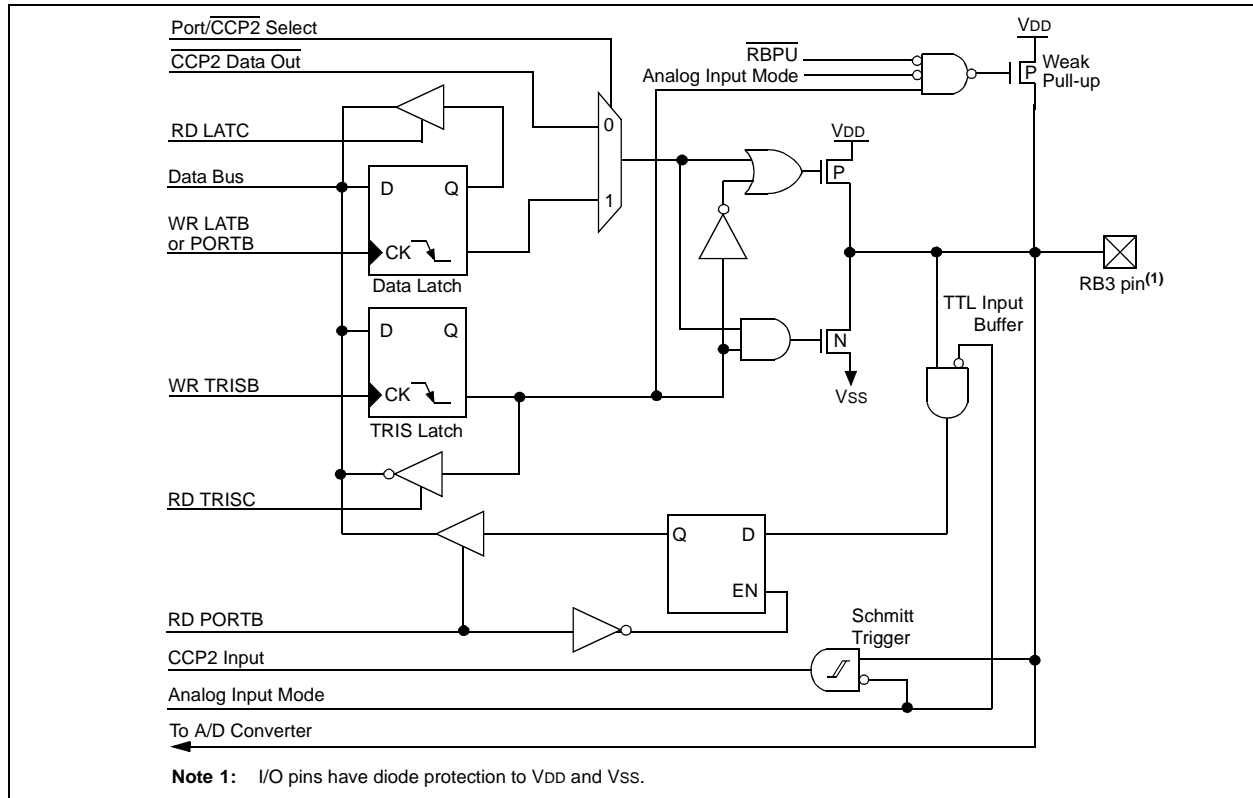 Port/CCP2 Select
CCP2 Data Out
RD LATC
Data Bus
WR LATB
or PORTB
D
Q
CK
Data Latch
D
Q
CK
TRIS Latch
WR TRISB
RD TRISC
RD PORTB
CCP2 Input
Analog Input Mode
To A/D Converter
0
1
RBPU
Analog Input Mode
VDD
P
Weak
Pull-up
VDD
P
N
VSS
RB3 pin(1)
TTL Input
Buffer
Q
D
EN
Schmitt
Trigger
Note 1: I/O pins have diode protection to VDD and VSS.